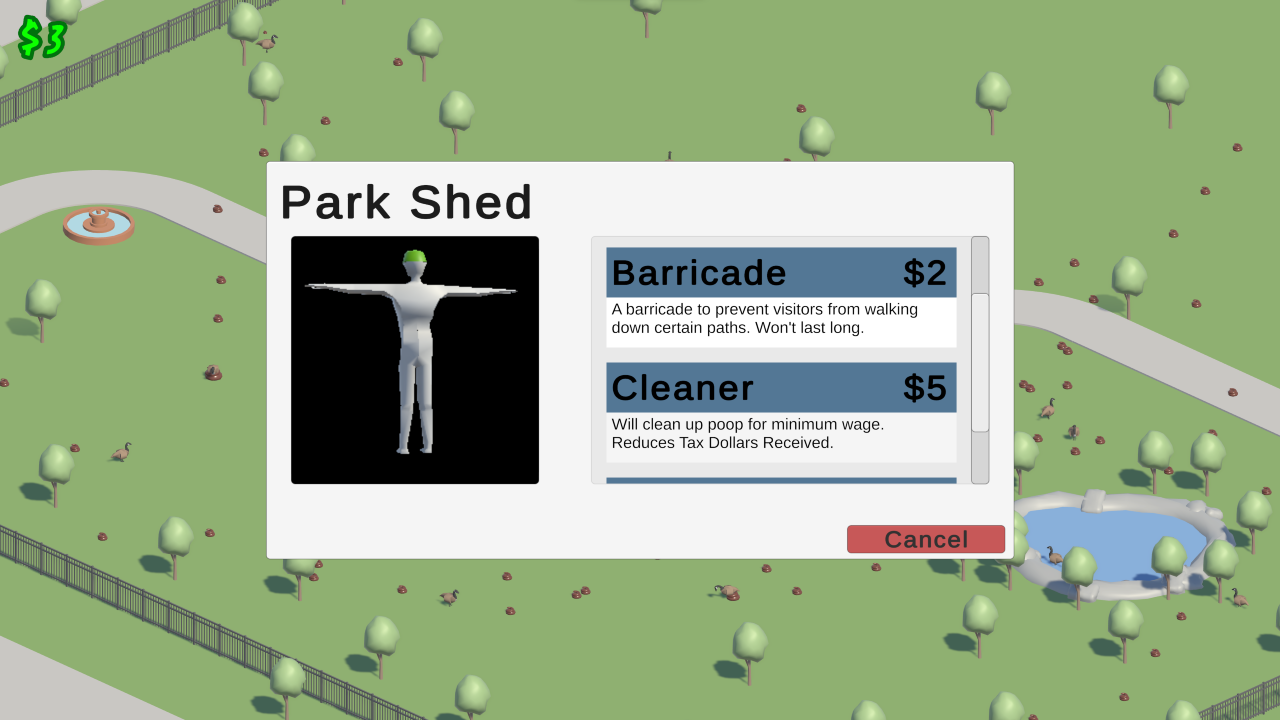 $3
Park Shed
Barricade $2
A barricade to prevent visitors from walking
down certain paths. Won't last long.
Cleaner $5
Will clean up poop for minimum wage.
Reduces Tax Dollars Received.
Cancel